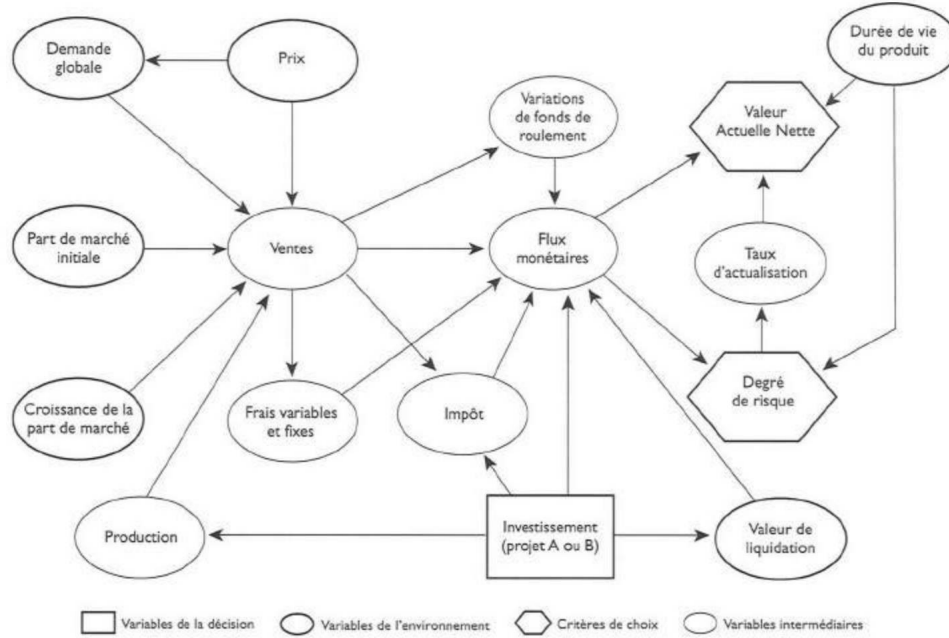 Demande
globale
Prix
Durée de vie
du produit
Variations
de fonds de
roulement
Valeur
Actuelle Nette
Part de marché
initiale
Ventes
Flux
monétaires
Taux
d'actualisation
Croissance de la
part de marché
Frais variables
et fixes
Impôt
Degré
de risque
Production
Investissement
(projet A ou B)
Valeur de
liquidation
Variables de la décision
Variables de l'environnement
Critères de choix
Variables intermédiaires